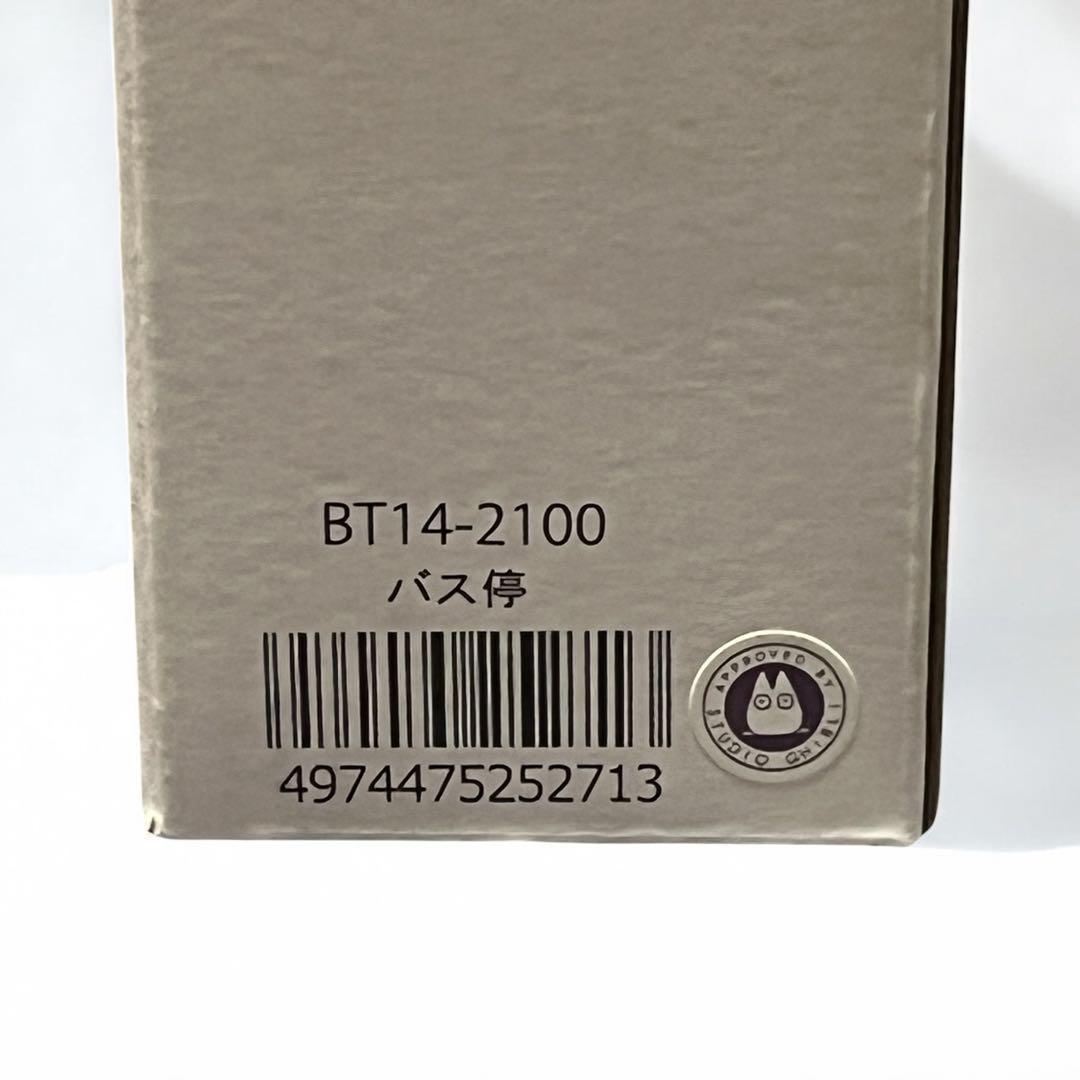 BT14-2100
バス停
4974475252713
APPROVED BY
STUDIO GHIBLI